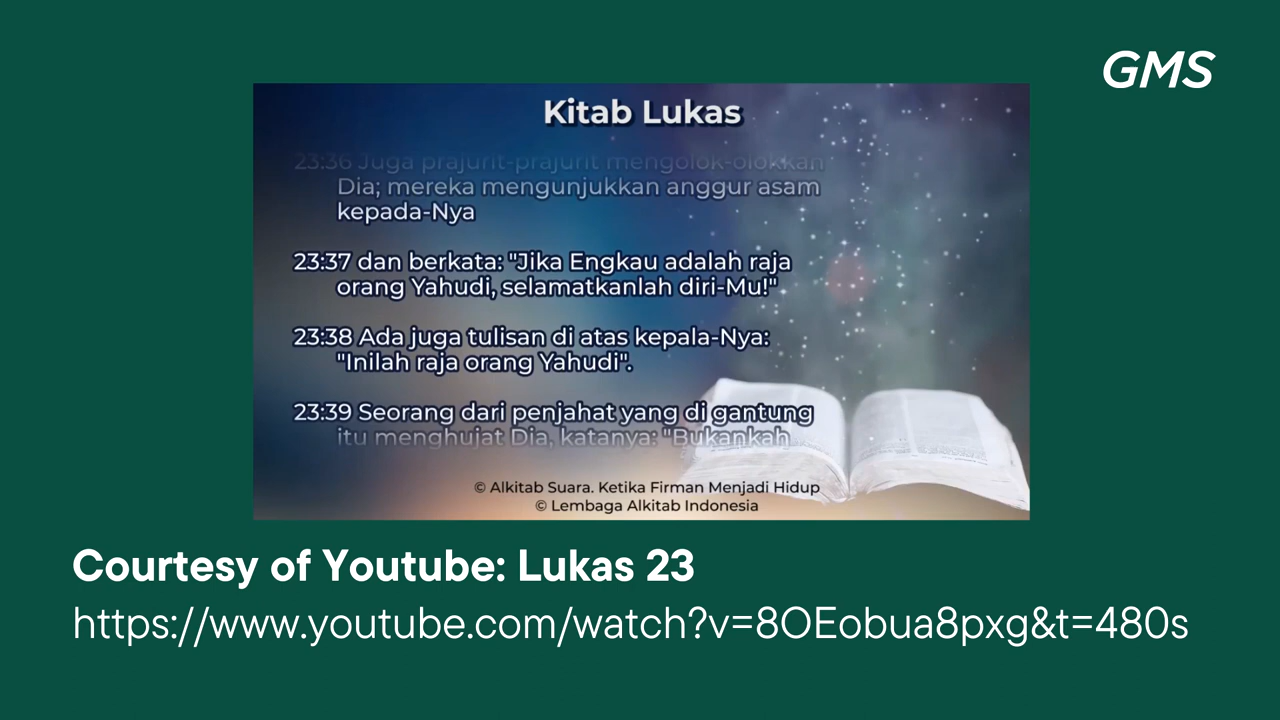 GMS
Kitab Lukas
23:36 Juga prajurit-prajurit mengolok-olokkan
Dia; mereka mengunjukkan anggur asam
kepada-Nya
23:37 dan berkata: "Jika Engkau adalah raja
orang Yahudi, selamatkanlah diri-Mu!"
23:38 Ada juga tulisan di atas kepala-Nya:
"Inilah raja orang Yahudi".
23:39 Seorang dari penjahat yang di gantung
itu menghujat Dia, katanya: "Bukankah
© Alkitab Suara. Ketika Firman Menjadi Hidup
© Lembaga Alkitab Indonesia
Courtesy of Youtube: Lukas 23
https://www.youtube.com/watch?v=8OEobua8pxg&t=480s